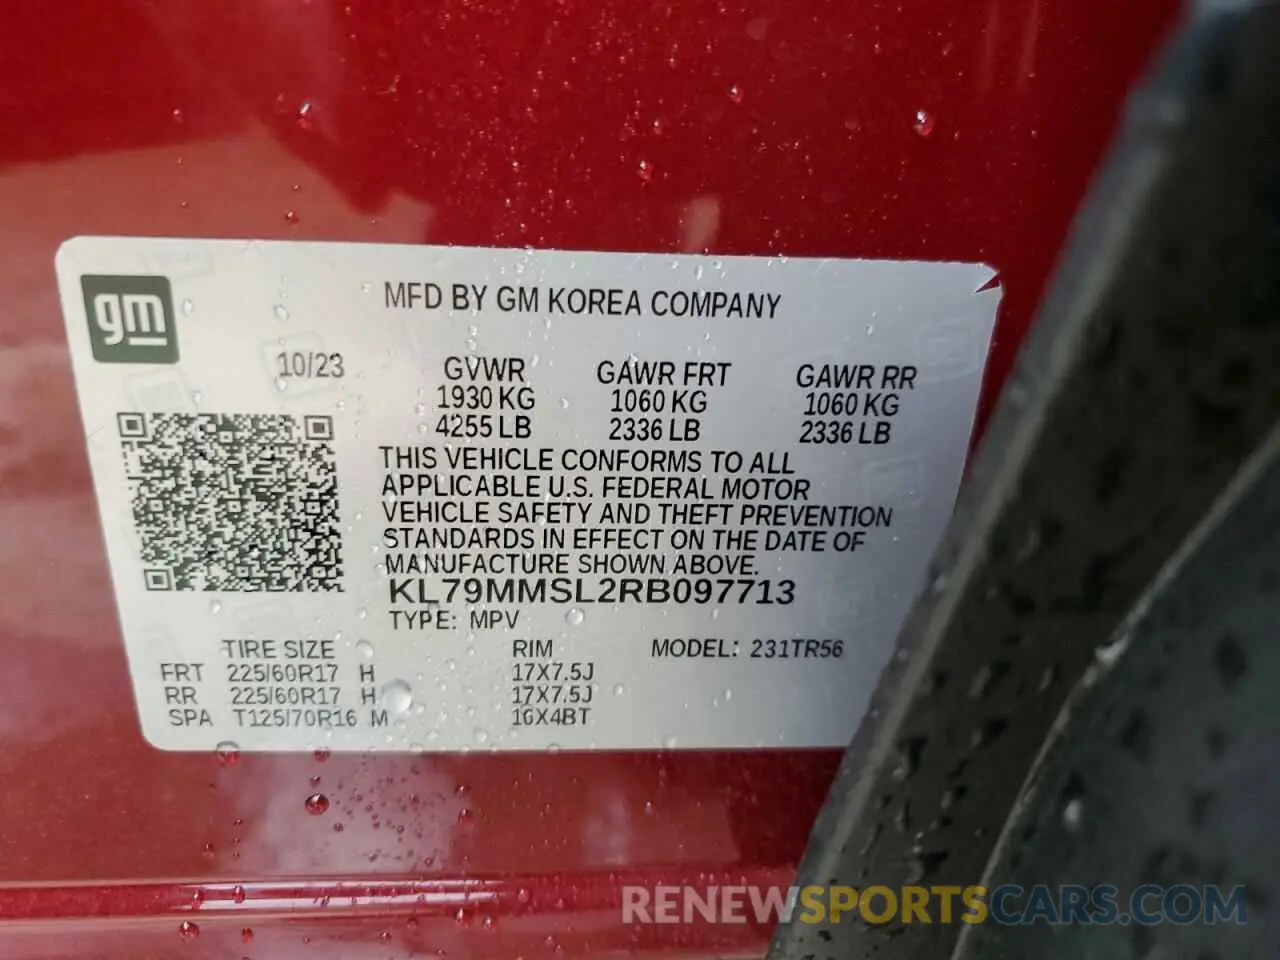 gm
MFD BY GM KOREA COMPANY
10/23
GVWR GAWR FRT GAWR RR
1930 KG 1060 KG 1060 KG
4255 LB 2336 LB 2336 LB
THIS VEHICLE CONFORMS TO ALL
APPLICABLE U.S. FEDERAL MOTOR
VEHICLE SAFETY AND THEFT PREVENTION
STANDARDS IN EFFECT ON THE DATE OF
MANUFACTURE SHOWN ABOVE.
KL79MMSL2RB097713
TYPE: MPV
TIRE SIZE RIM MODEL: 231TR56
FRT 225/60R17 H 17X7.5J
RR 225/60R17 H 17X7.5J
SPA T125/70R16 M 16X4BT
RENEWSPORTSCARS.COM